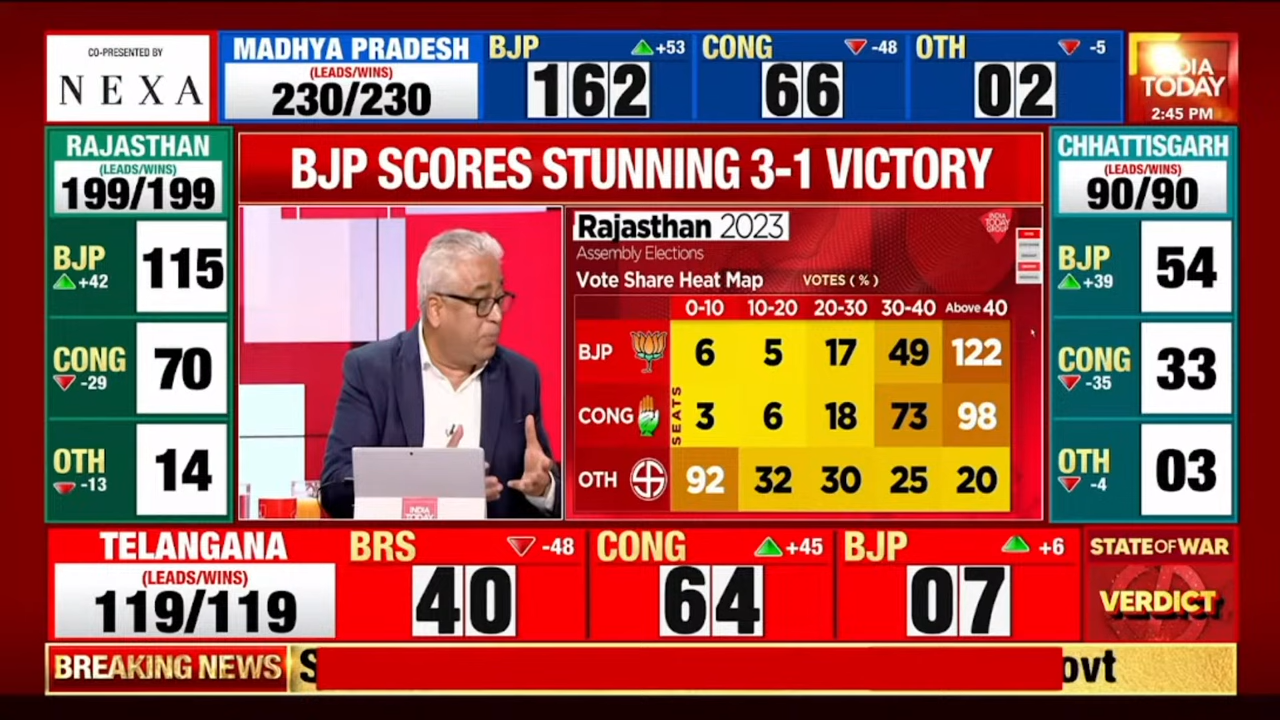 CO-PRESENTED BY
NEXA
MADHYA PRADESH
(LEADS/WINS)
230/230
BJP +53
162
CONG -48
66
OTH -5
02
INDIA
TODAY
2:45 PM
RAJASTHAN
(LEADS/WINS)
199/199
BJP
+42
115
CONG
-29
70
OTH
-13
14
BJP SCORES STUNNING 3-1 VICTORY
Rajasthan 2023
Assembly Elections
Vote Share Heat Map VOTES ( % )
0-10 10-20 20-30 30-40 Above 40
BJP 6 5 17 49 122
SEATS
CONG 3 6 18 73 98
OTH 92 32 30 25 20
INDIA
TODAY
GROUP
INDIA
TODAY
CHHATTISGARH
(LEADS/WINS)
90/90
BJP
+39
54
CONG
-35
33
OTH
-4
03
TELANGANA
(LEADS/WINS)
119/119
BRS -48
40
CONG +45
64
BJP +6
07
STATE OF WAR
VERDICT
BREAKING NEWS S ovt